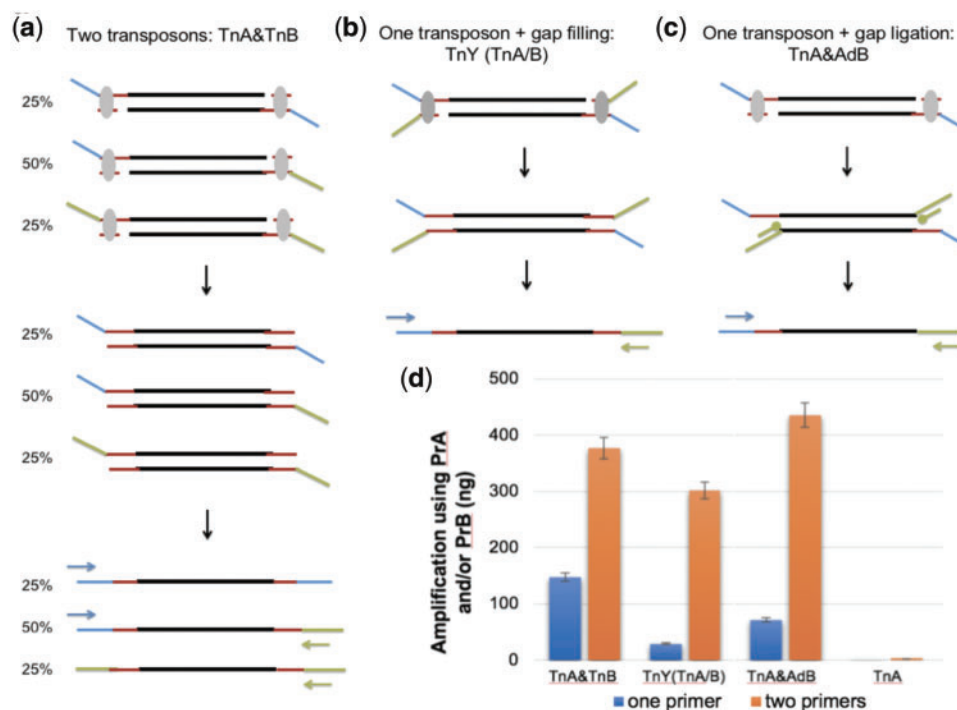 (a)
Two transposons: TnA&TnB
25%
50%
25%
25%
50%
25%
25%
50%
25%
(b)
One transposon + gap filling:
TnY (TnA/B)
(c)
One transposon + gap ligation:
TnA&AdB
(d)
Amplification using PrA
and/or PrB (ng)
500
400
300
200
100
0
TnA&TnB
TnY(TnA/B)
TnA&AdB
TnA
one primer
two primers